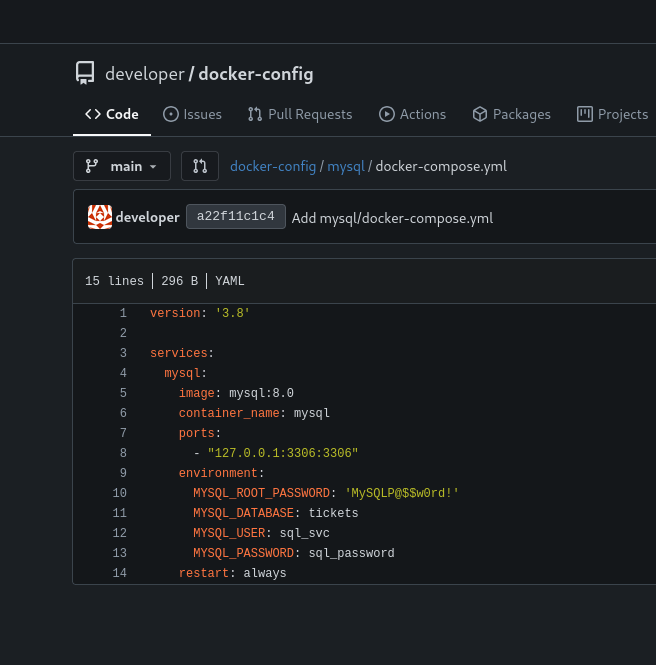 developer / docker-config
Code Issues Pull Requests Actions Packages Projects
main docker-config / mysql / docker-compose.yml
developer a22f11c1c4 Add mysql/docker-compose.yml
15 lines | 296 B | YAML
1 version: '3.8'
2
3 services:
4   mysql:
5     image: mysql:8.0
6     container_name: mysql
7     ports:
8       - "127.0.0.1:3306:3306"
9     environment:
10       MYSQL_ROOT_PASSWORD: 'MySQLP@$$w0rd!'
11       MYSQL_DATABASE: tickets
12       MYSQL_USER: sql_svc
13       MYSQL_PASSWORD: sql_password
14     restart: always